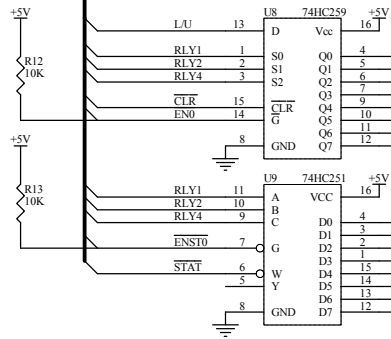 +5V
U8 74HC259
+5V
L/U 13 D Vcc 16
R12
10K
RLY1 1 S0 Q0 4
RLY2 2 S1 Q1 5
RLY4 3 S2 Q2 6
Q3 7
CLR 15 CLR Q4 9
EN0 14 G Q5 10
Q6 11
+5V
8 GND Q7 12
U9 74HC251
+5V
R13
10K
RLY1 11 A VCC 16
RLY2 10 B
RLY4 9 C D0 4
D1 3
ENST0 7 G D2 2
D3 1
STAT 6 W D4 15
5 Y D5 14
D6 13
8 GND D7 12